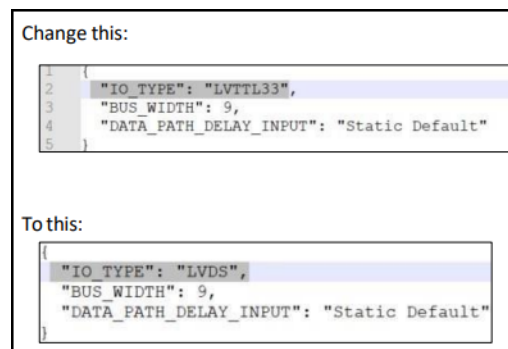 Change this:
1 {
2 "IO_TYPE": "LVTTL33",
3 "BUS_WIDTH": 9,
4 "DATA_PATH_DELAY_INPUT": "Static Default"
5 }
To this:
{
"IO_TYPE": "LVDS",
"BUS_WIDTH": 9,
"DATA_PATH_DELAY_INPUT": "Static Default"
}